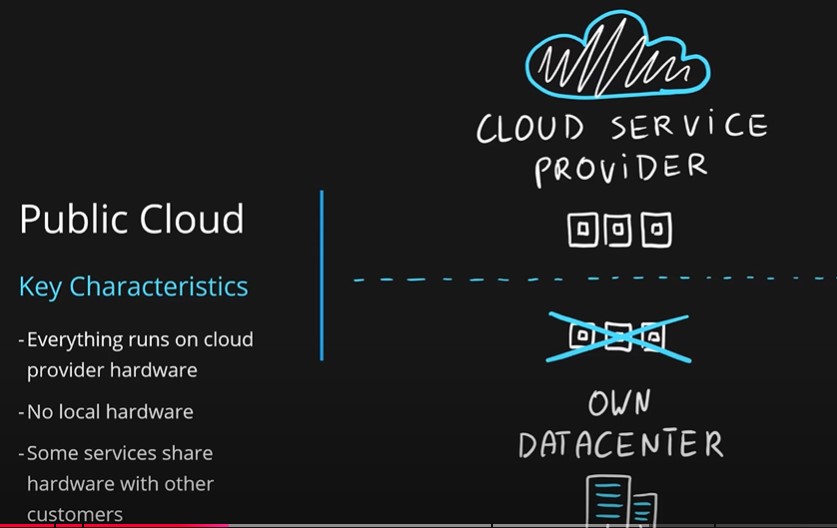 CLOUD SERVICE
PROVIDER
Public Cloud
Key Characteristics
-Everything runs on cloud
provider hardware
-No local hardware
-Some services share
hardware with other
customers
OWN
DATACENTER